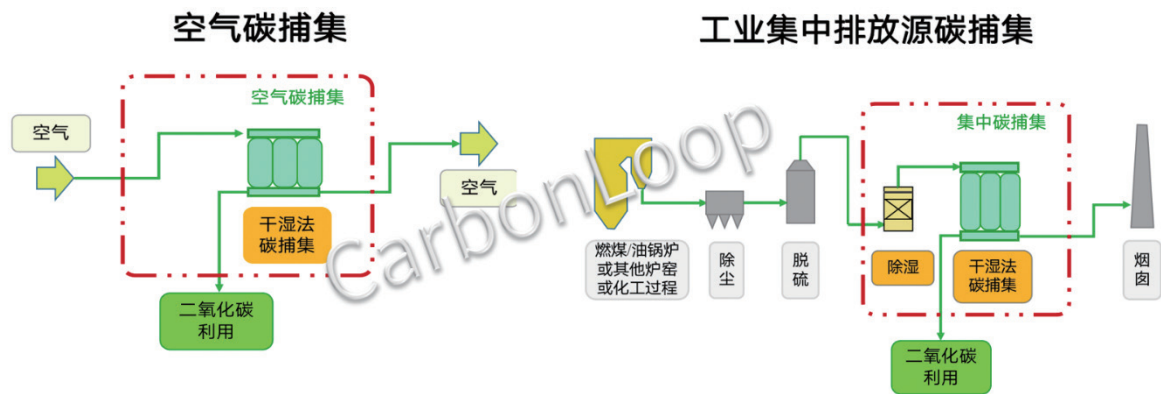 空气碳捕集
工业集中排放源碳捕集
空气碳捕集
空气
空气
干湿法
碳捕集
二氧化碳
利用
CarbonLoop
集中碳捕集
燃煤/油锅炉
或其他炉窑
或化工过程
除
尘
脱
硫
除湿
干湿法
碳捕集
烟
囱
二氧化碳
利用